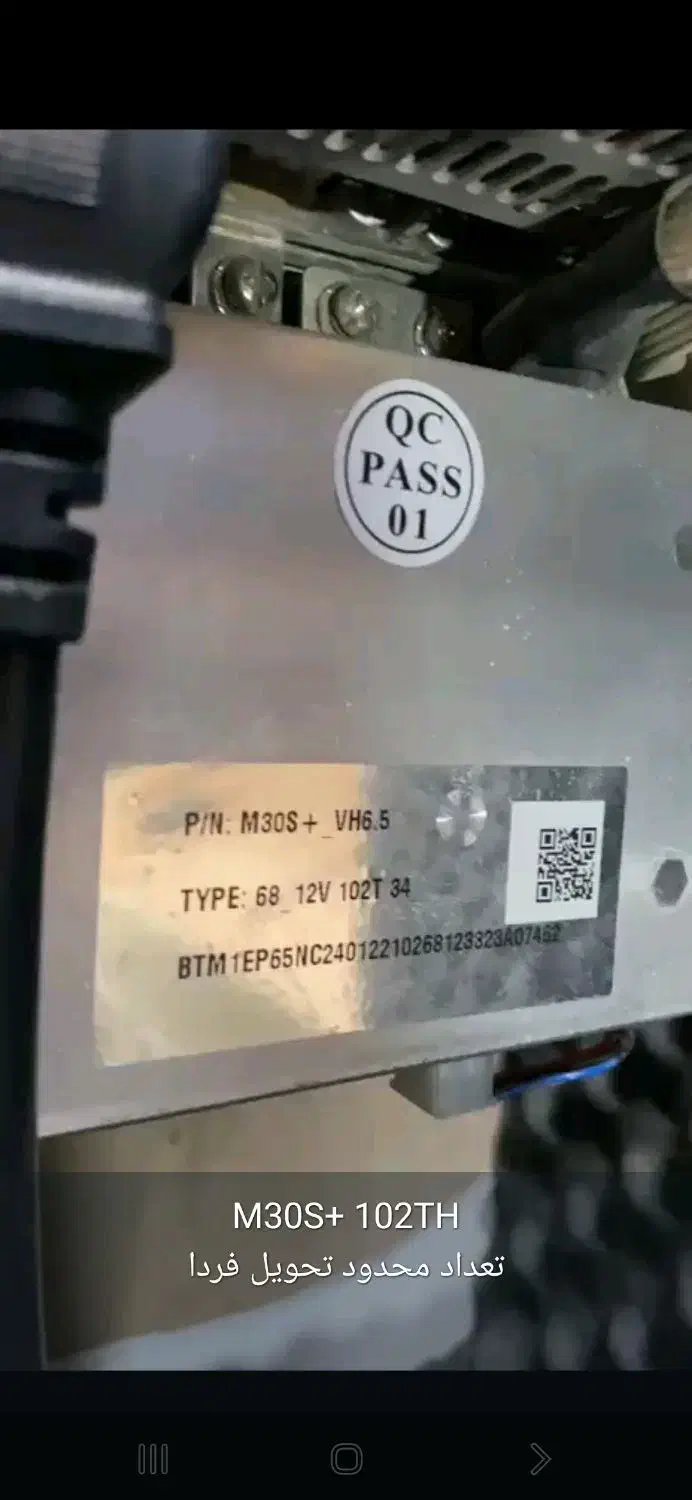 QC
PASS
01
P/N: M30S+_VH6.5
TYPE: 68_12V 102T 34
BTM1EP65NC24012210268123323A07462
M30S+ 102TH
تعداد محدود تحویل فردا